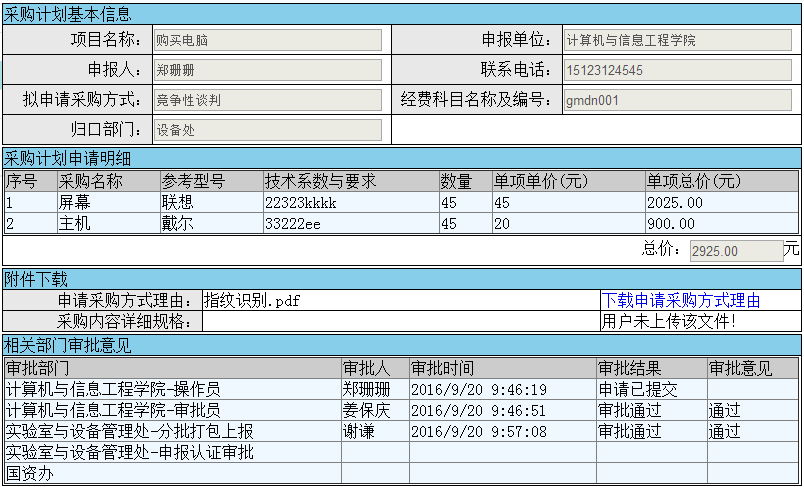 采购计划基本信息
项目名称： 购买电脑 申报单位： 计算机与信息工程学院
申报人： 郑珊珊 联系电话： 15123124545
拟申请采购方式： 竞争性谈判 经费科目名称及编号： gmdn001
归口部门： 设备处
采购计划申请明细
序号 采购名称 参考型号 技术系数与要求 数量 单项单价(元) 单项总价(元)
1 屏幕 联想 22323kkkk 45 45 2025.00
2 主机 戴尔 33222ee 45 20 900.00
总价： 2925.00 元
附件下载
申请采购方式理由： 指纹识别.pdf 下载申请采购方式理由
采购内容详细规格： 用户未上传该文件!
相关部门审批意见
审批部门 审批人 审批时间 审批结果 审批意见
计算机与信息工程学院-操作员 郑珊珊 2016/9/20 9:46:19 申请已提交
计算机与信息工程学院-审批员 姜保庆 2016/9/20 9:46:51 审批通过 通过
实验室与设备管理处-分批打包上报 谢谦 2016/9/20 9:57:08 审批通过 通过
实验室与设备管理处-申报认证审批
国资办